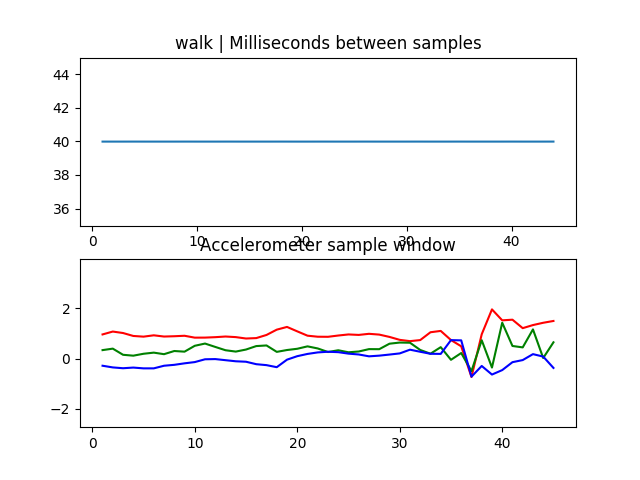 walk | Milliseconds between samples
44
42
40
38
36
0 10 20 30 40
Accelerometer sample window
2
0
−2
0 10 20 30 40